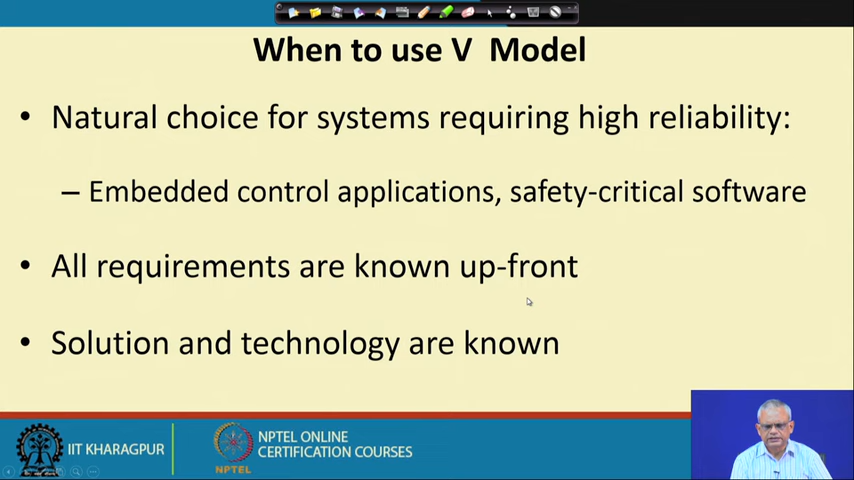 When to use V Model
• Natural choice for systems requiring high reliability:
– Embedded control applications, safety-critical software
• All requirements are known up-front
• Solution and technology are known
IIT KHARAGPUR
NPTEL
NPTEL ONLINE
CERTIFICATION COURSES